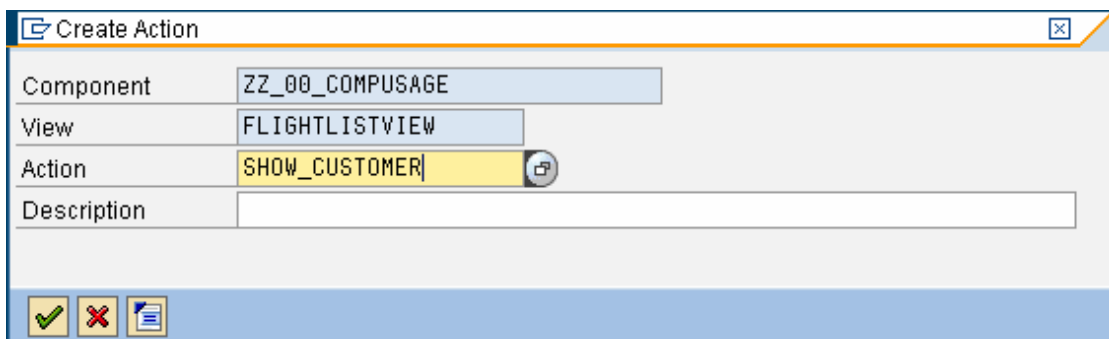 Create Action
Component ZZ_00_COMPUSAGE
View FLIGHTLISTVIEW
Action SHOW_CUSTOMER
Description